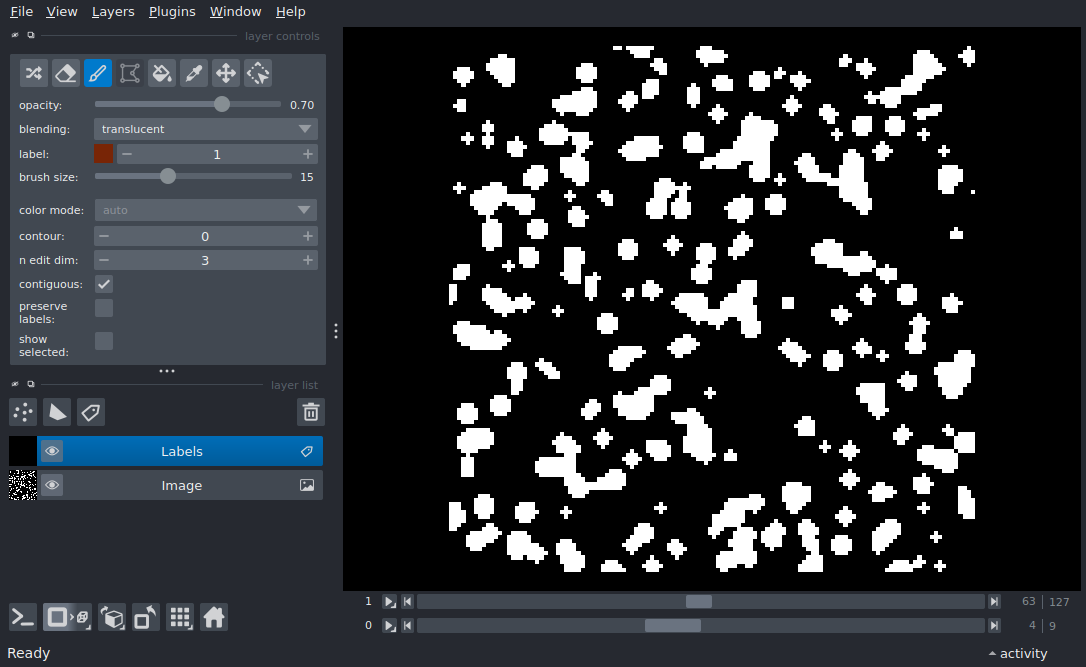 File View Layers Plugins Window Help
layer controls
opacity: 0.70
blending: translucent
label: 1
brush size: 15
color mode: auto
contour: 0
n edit dim: 3
contiguous:
preserve
labels:
show
selected:
layer list
Labels
Image
1 63 | 127
0 4 | 9
Ready activity